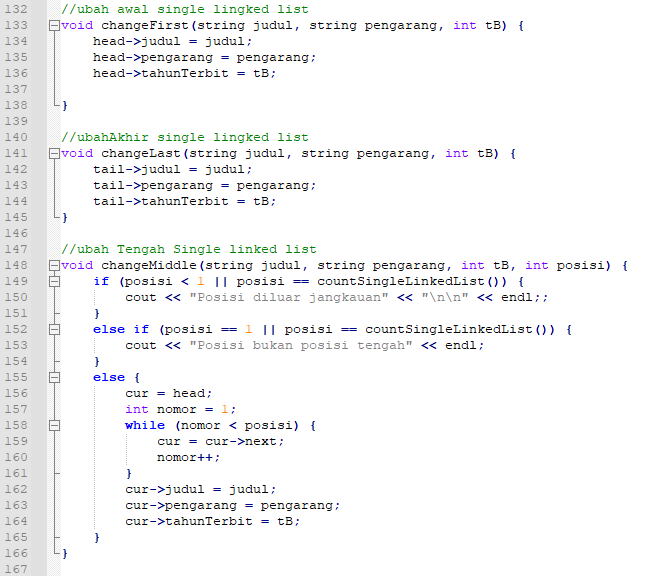 132 //ubah awal single lingked list
133 void changeFirst(string judul, string pengarang, int tB) {
134 head->judul = judul;
135 head->pengarang = pengarang;
136 head->tahunTerbit = tB;
137
138 }
139
140 //ubahAkhir single lingked list
141 void changeLast(string judul, string pengarang, int tB) {
142 tail->judul = judul;
143 tail->pengarang = pengarang;
144 tail->tahunTerbit = tB;
145 }
146
147 //ubah Tengah Single linked list
148 void changeMiddle(string judul, string pengarang, int tB, int posisi) {
149 if (posisi < 1 || posisi == countSingleLinkedList()) {
150 cout << "Posisi diluar jangkauan" << "\n\n" << endl;;
151 }
152 else if (posisi == 1 || posisi == countSingleLinkedList()) {
153 cout << "Posisi bukan posisi tengah" << endl;
154 }
155 else {
156 cur = head;
157 int nomor = 1;
158 while (nomor < posisi) {
159 cur = cur->next;
160 nomor++;
161 }
162 cur->judul = judul;
163 cur->pengarang = pengarang;
164 cur->tahunTerbit = tB;
165 }
166 }
167